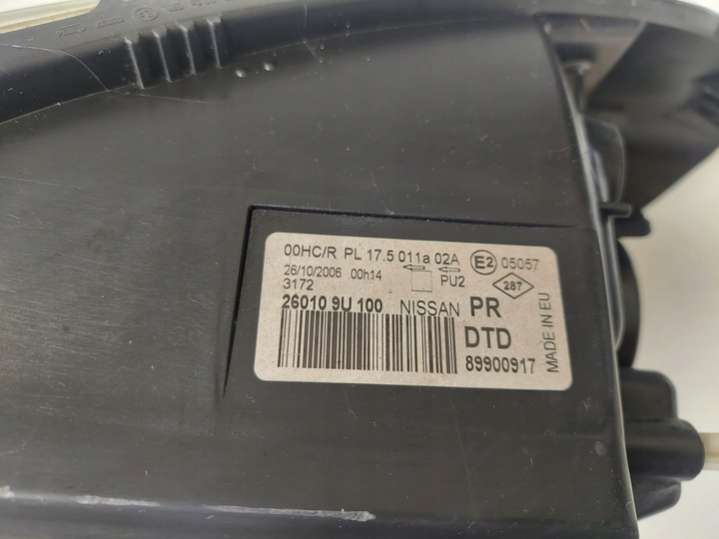 00HC/R PL 17.5 011a 02A E2 05057
26/10/2006 00h14 PU2 287
3172
26010 9U 100 NISSAN PR
DTD
89900917
MADE IN EU